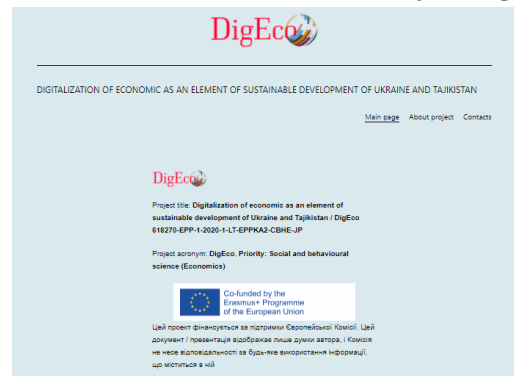 DigEco
DIGITALIZATION OF ECONOMIC AS AN ELEMENT OF SUSTAINABLE DEVELOPMENT OF UKRAINE AND TAJIKISTAN
Main page About project Contacts
DigEco
Project title: Digitalization of economic as an element of
sustainable development of Ukraine and Tajikistan / DigEco
618270-EPP-1-2020-1-LT-EPPKA2-CBHE-JP
Project acronym: DigEco, Priority: Social and behavioural
science (Economics)
Co-funded by the
Erasmus+ Programme
of the European Union
Цей проект фінансується за підтримки Європейської Комісії. Цей
документ / презентація відображає лише думки автора, і Комісія
не несе відповідальності за будь-яке використання інформації,
що міститься в ній